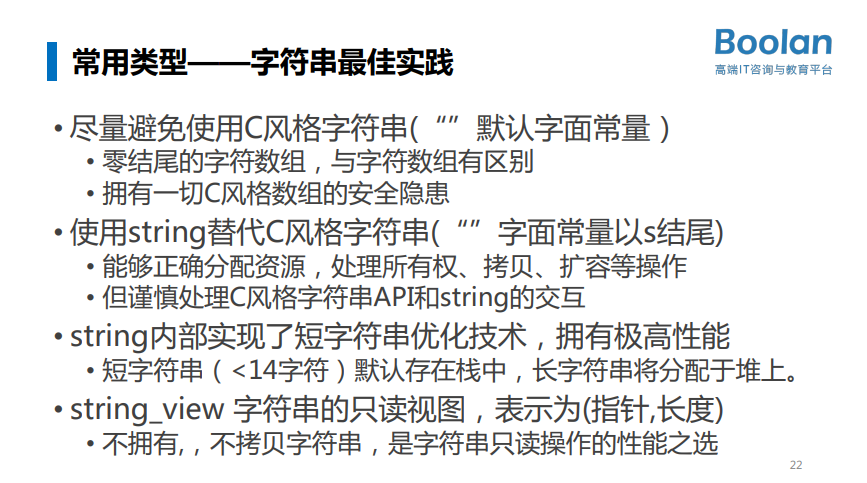 Boolan
高端IT咨询与教育平台
常用类型——字符串最佳实践
• 尽量避免使用C风格字符串(“”默认字面常量）
• 零结尾的字符数组，与字符数组有区别
• 拥有一切C风格数组的安全隐患
• 使用string替代C风格字符串(“”字面常量以s结尾)
• 能够正确分配资源，处理所有权、拷贝、扩容等操作
• 但谨慎处理C风格字符串API和string的交互
• string内部实现了短字符串优化技术，拥有极高性能
• 短字符串（<14字符）默认存在栈中，长字符串将分配于堆上。
• string_view 字符串的只读视图，表示为(指针,长度)
• 不拥有,，不拷贝字符串，是字符串只读操作的性能之选
22